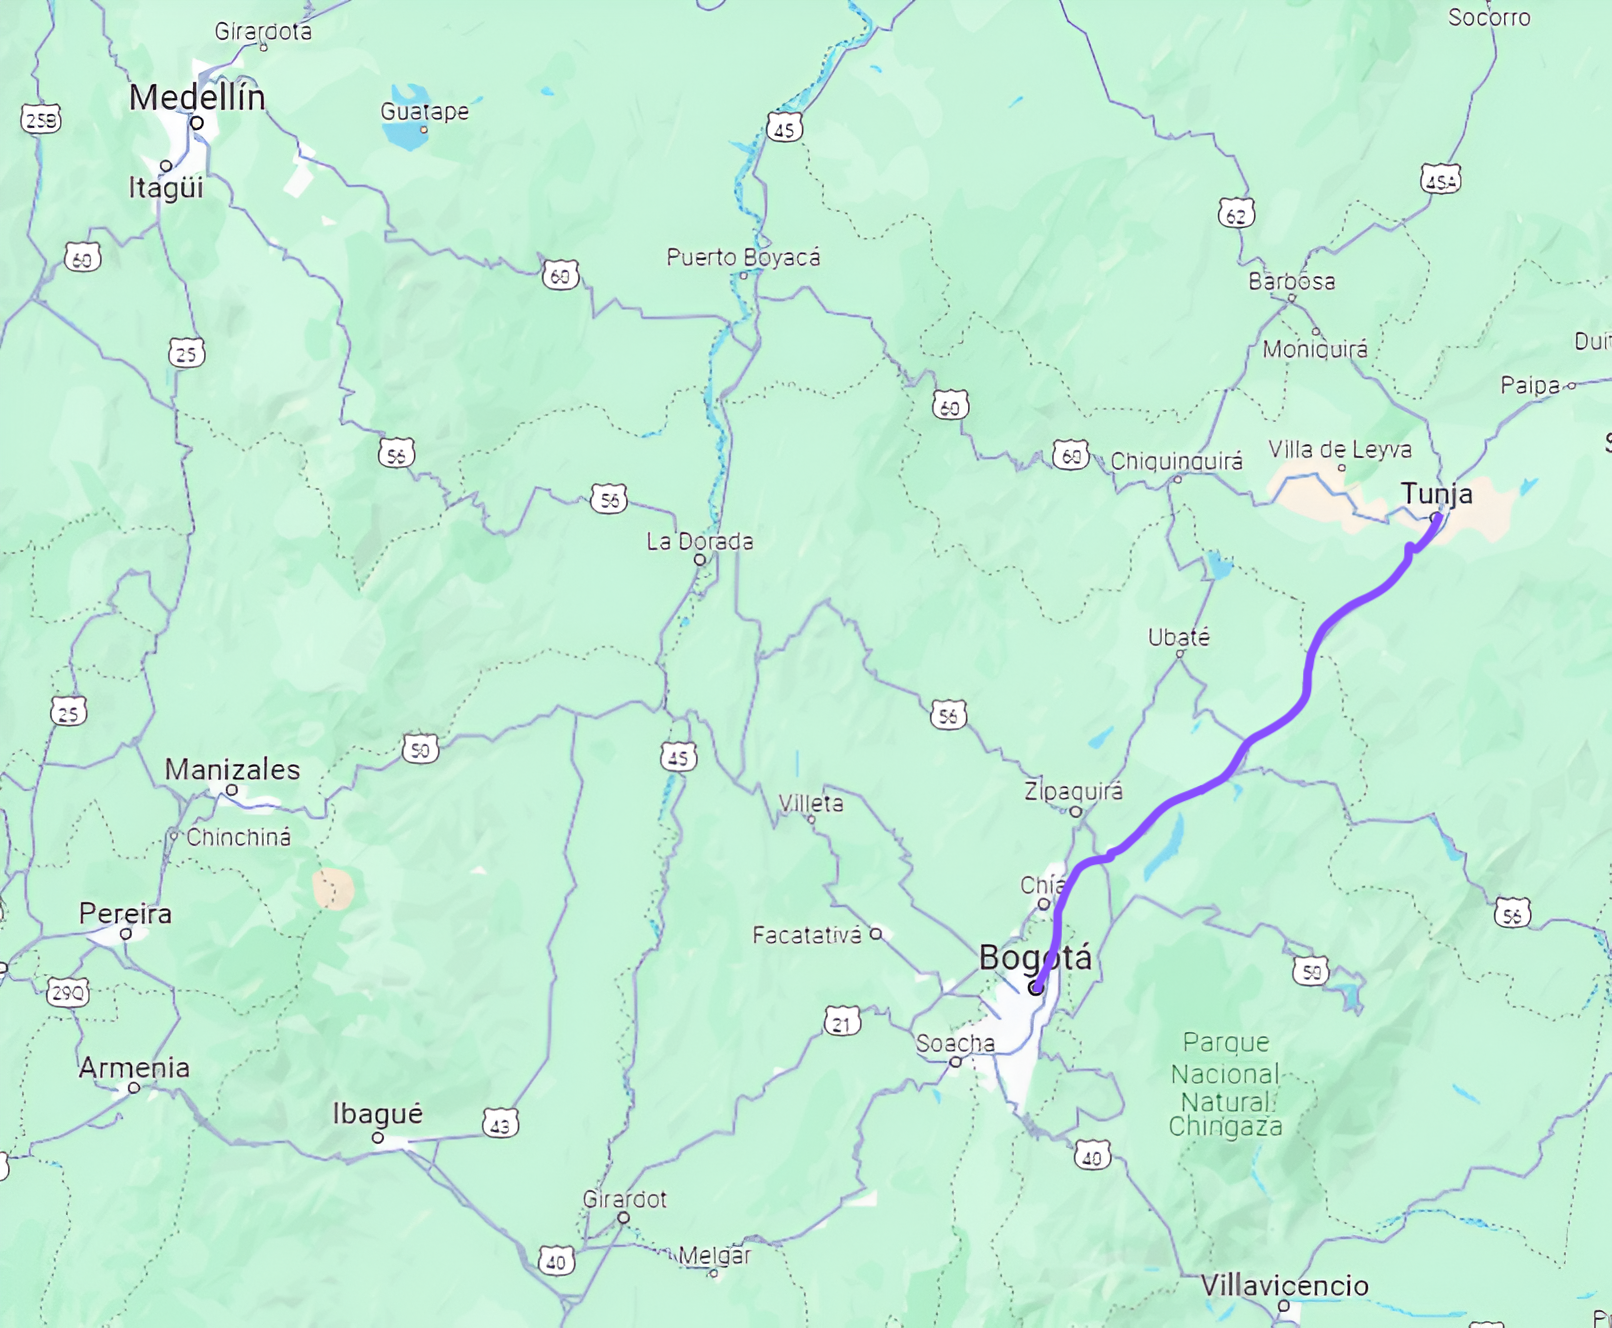 Socorro
Girardota
Medellín
Guatape
25B
45
Itagüi
45A
62
60
Puerto Boyacá
60
Barbosa
Moniquirá
25
Paipa
60
56
60
Chiquinquirá
Villa de Leyva
Tunja
56
La Dorada
Ubaté
25
56
50
45
Manizales
Zipaquirá
Villeta
Chinchiná
Chía
Pereira
56
Facatativá
Bogotá
50
29Q
21
Soacha
Parque
Nacional
Natural
Chingaza
Armenia
Ibagué
43
40
Girardot
Melgar
40
Villavicencio